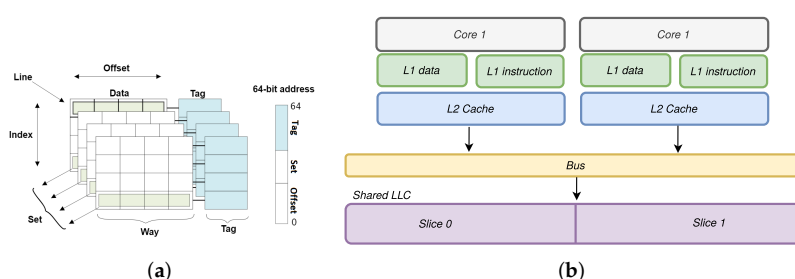 Line
Offset
Data
Tag
Index
Set
Way
Tag
64-bit address
64
Tag
Set
Offset
0
(a)
Core 1
Core 1
L1 data
L1 instruction
L1 data
L1 instruction
L2 Cache
L2 Cache
Bus
Shared LLC
Slice 0
Slice 1
(b)